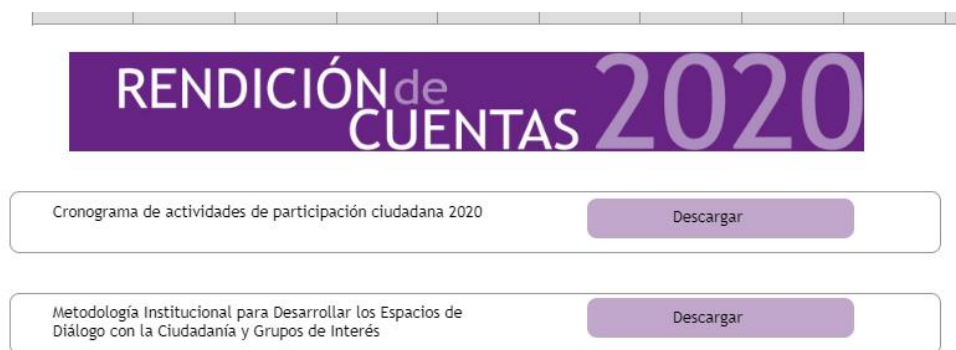 RENDICIÓN de
CUENTAS 2020
Cronograma de actividades de participación ciudadana 2020
Descargar
Metodología Institucional para Desarrollar los Espacios de
Diálogo con la Ciudadanía y Grupos de Interés
Descargar